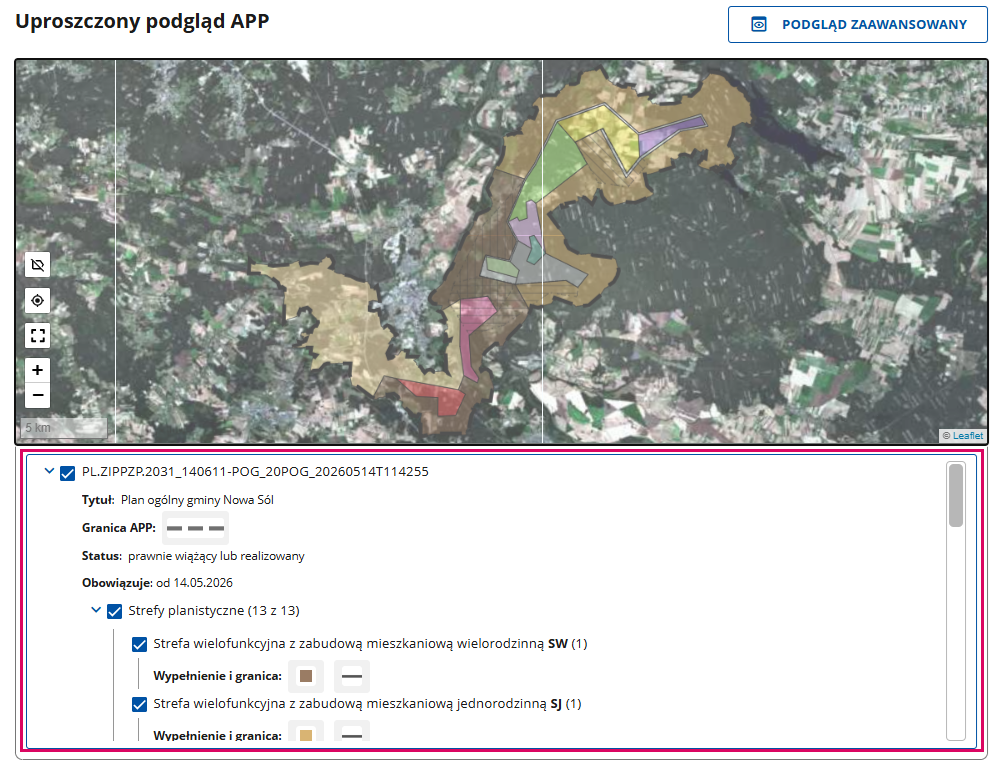 Uproszczony podgląd APP
PODGLĄD ZAAWANSOWANY
+
−
5 km
© Leaflet
PL.ZIPPZP.2031_140611-POG_20POG_20260514T114255
Tytuł: Plan ogólny gminy Nowa Sól
Granica APP:
Status: prawnie wiążący lub realizowany
Obowiązuje: od 14.05.2026
Strefy planistyczne (13 z 13)
Strefa wielofunkcyjna z zabudową mieszkaniową wielorodzinną SW (1)
Wypełnienie i granica:
Strefa wielofunkcyjna z zabudową mieszkaniową jednorodzinną SJ (1)
Wypełnienie i granica: